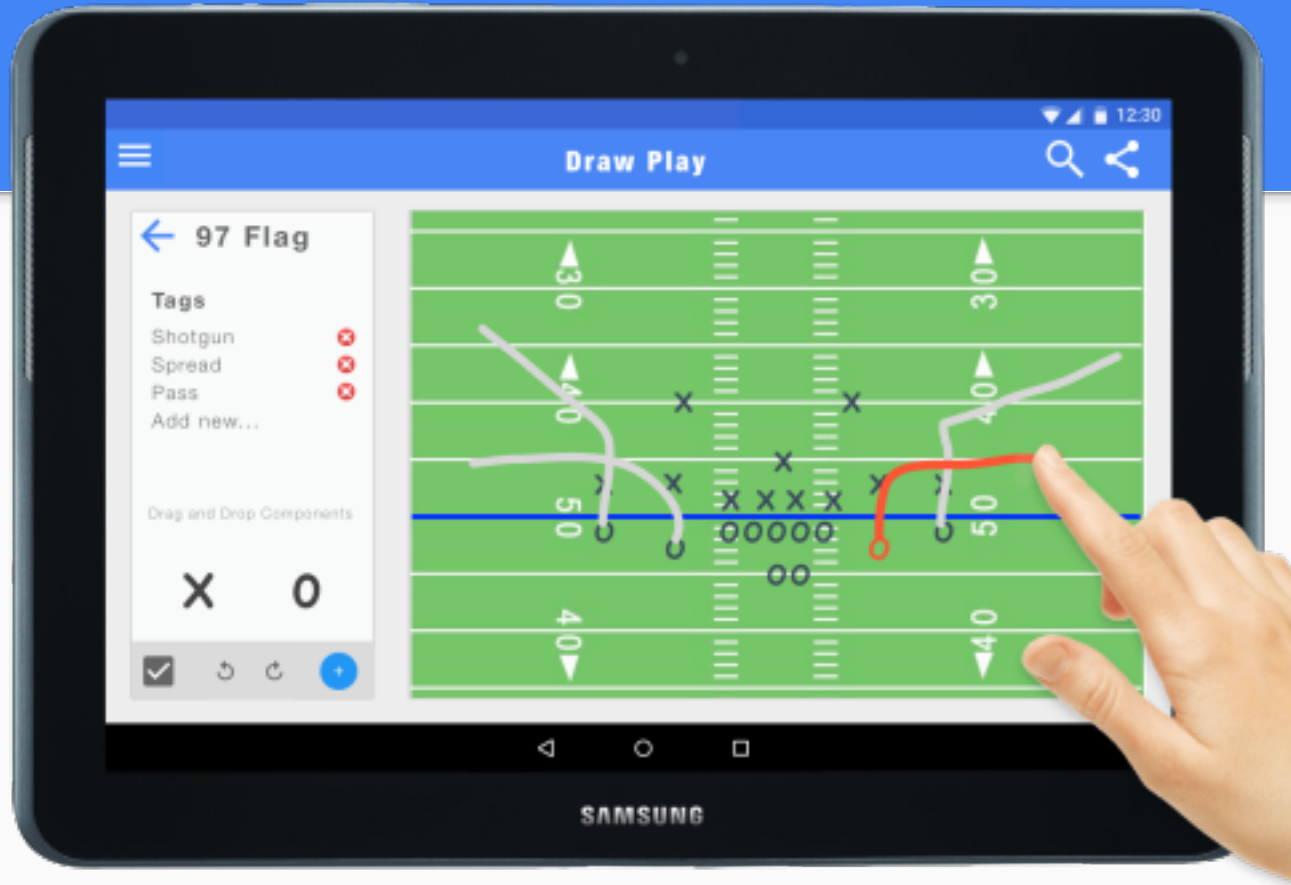 12:30
Draw Play
97 Flag
Tags
Shotgun
Spread
Pass
Add new...
Drag and Drop Components
X O
+
30 30
40 40
X X
X
X X X X
X X X X
50 50
O O O O O O O
O O
O O
40 40
SAMSUNG